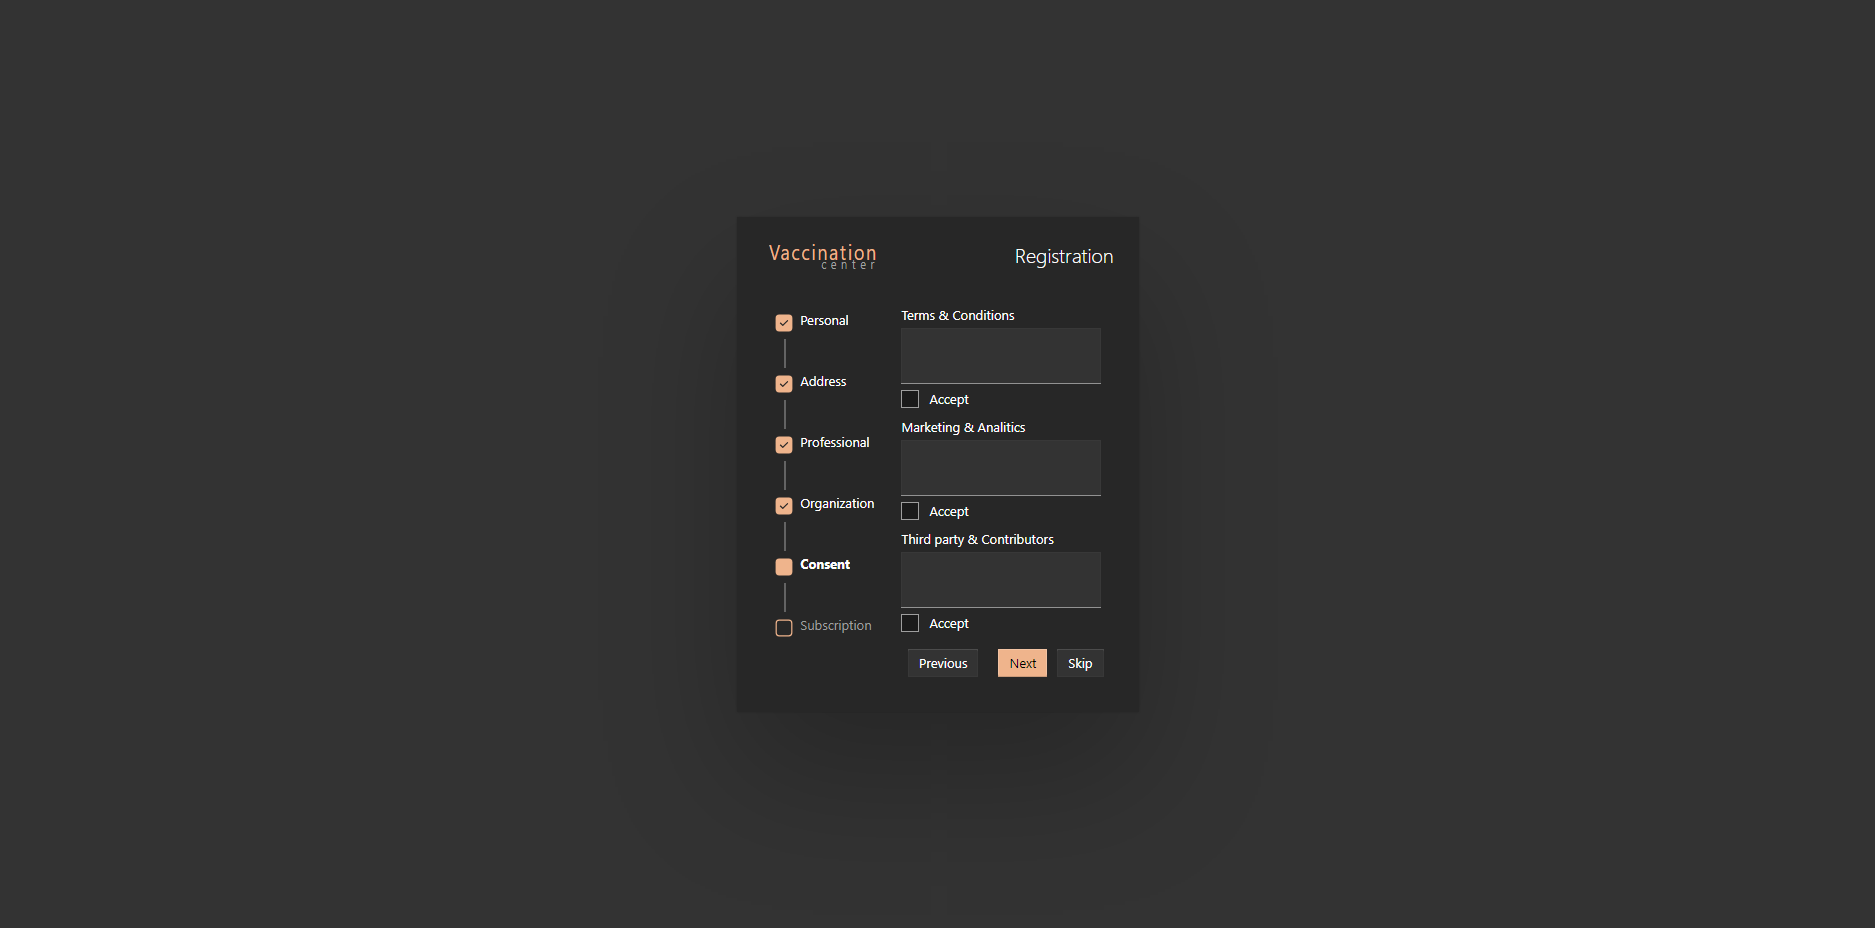 Vaccination
center
Registration
Personal
Address
Professional
Organization
Consent
Subscription
Terms & Conditions
Accept
Marketing & Analitics
Accept
Third party & Contributors
Accept
Previous
Next
Skip